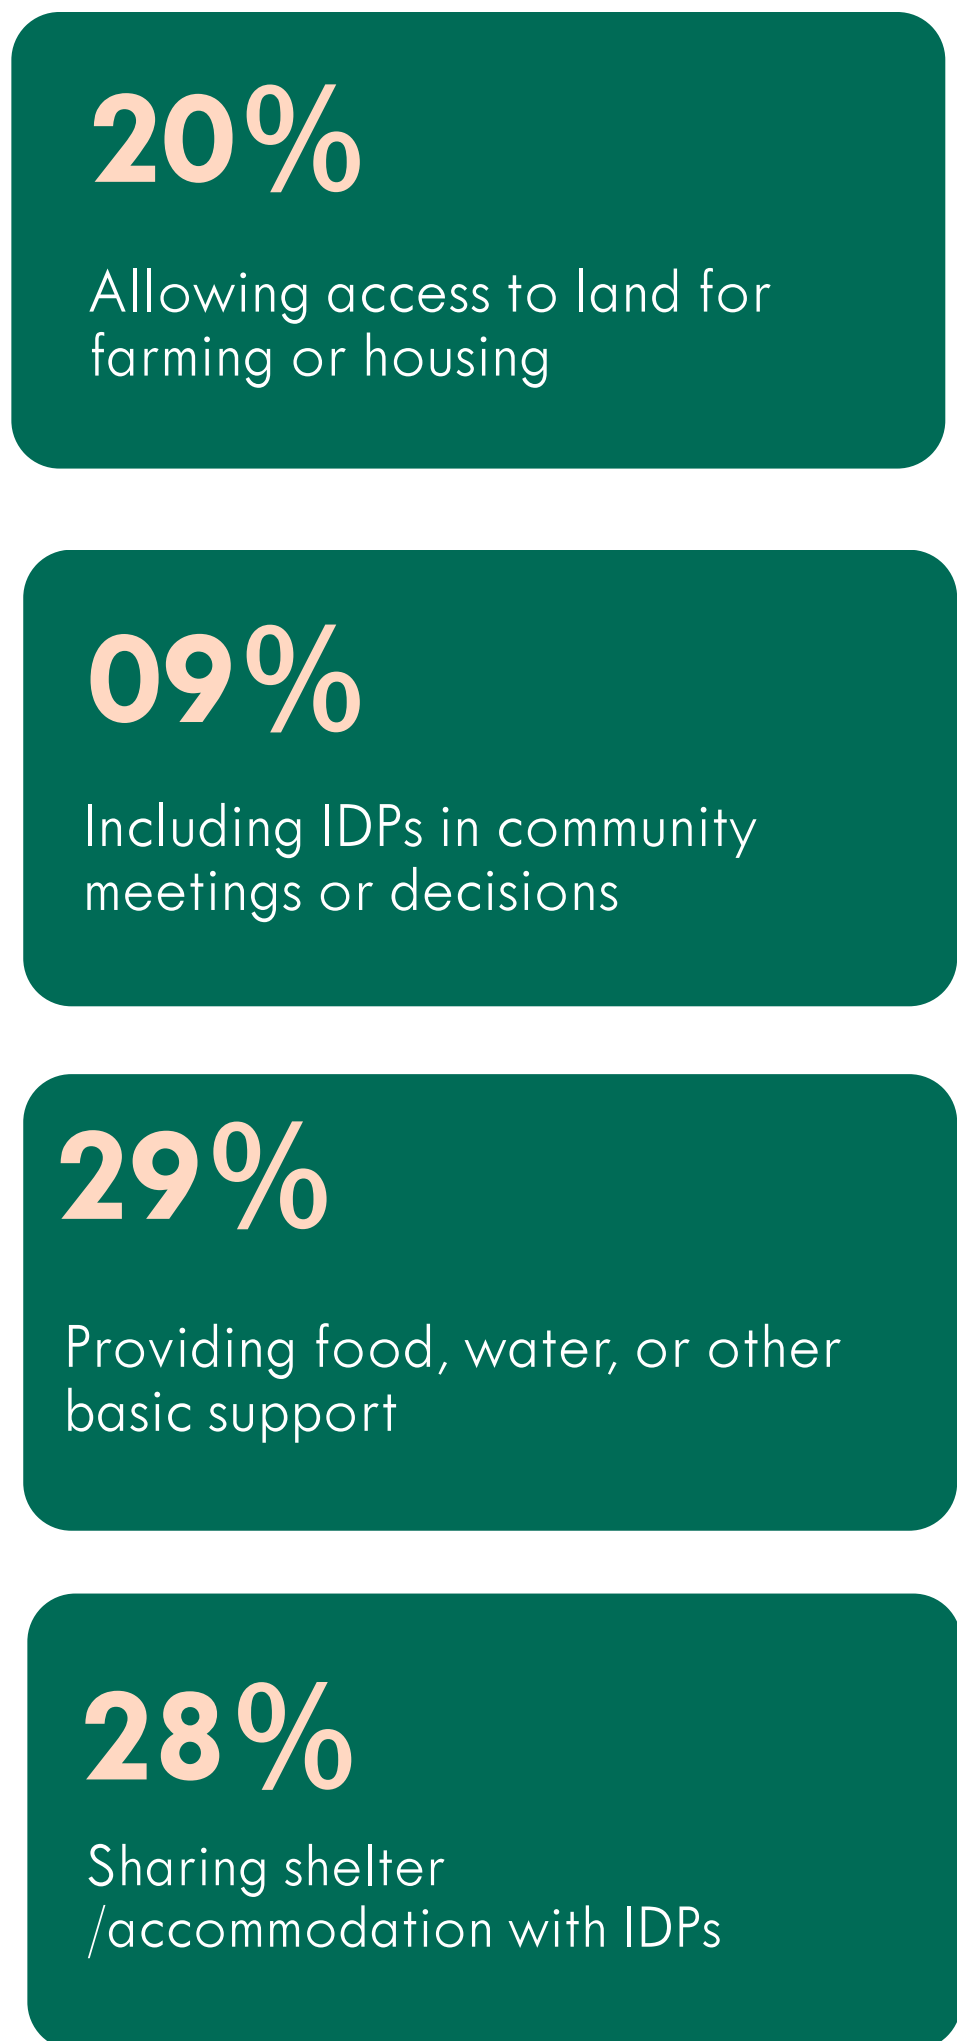 20%
Allowing access to land for
farming or housing
09%
Including IDPs in community
meetings or decisions
29%
Providing food, water, or other
basic support
28%
Sharing shelter
/accommodation with IDPs